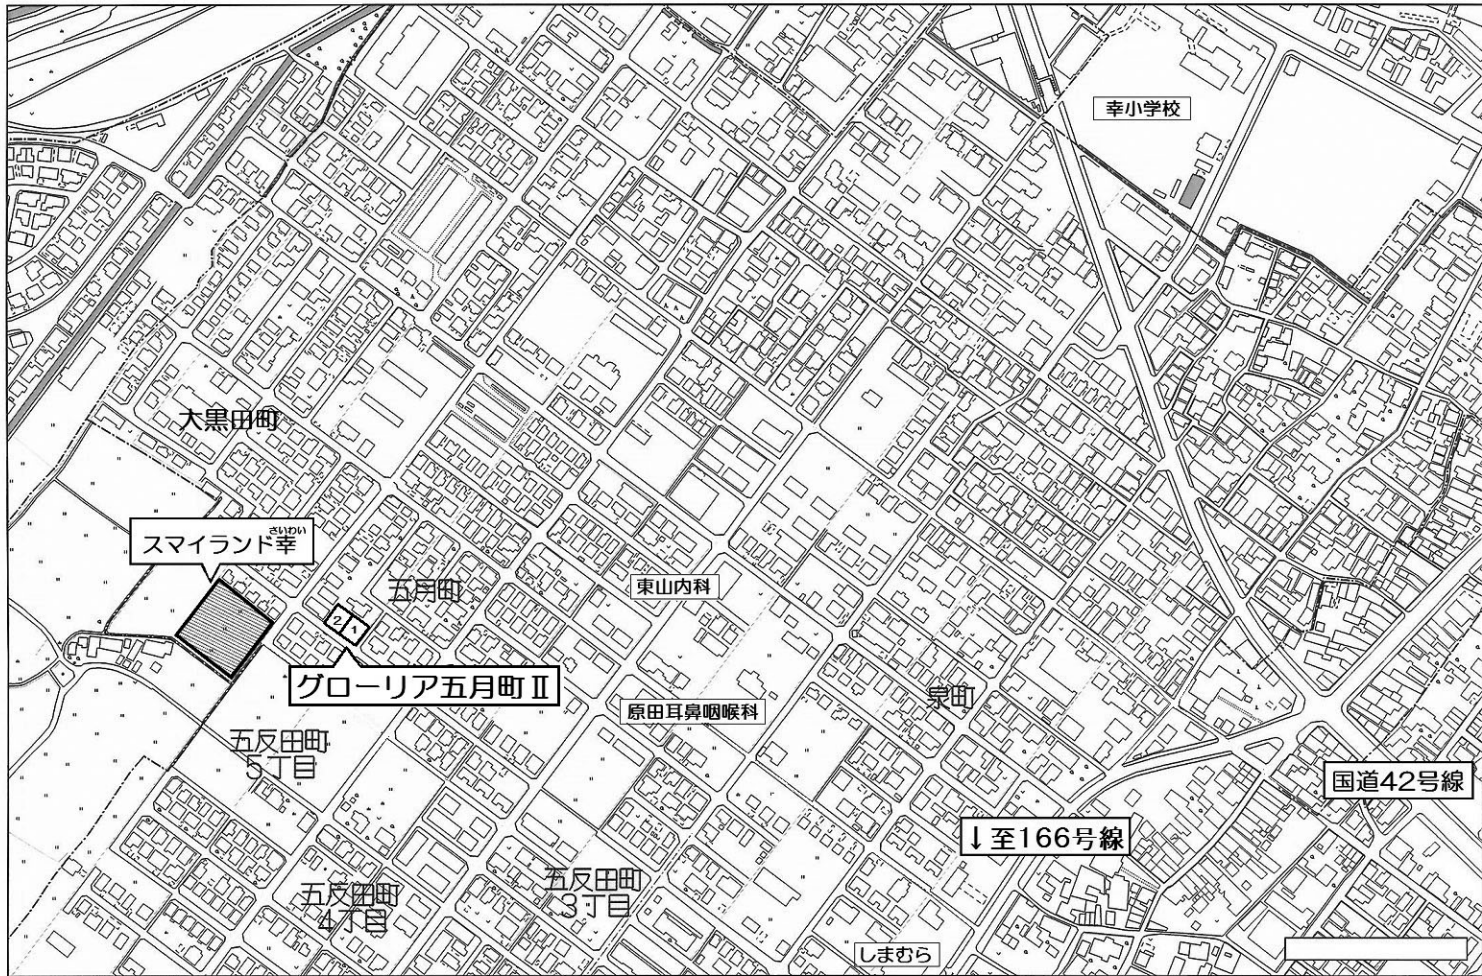 幸小学校
大黒田町
さいわい
スマイランド幸
五月町
東山内科
2 1
グローリア五月町Ⅱ
原田耳鼻咽喉科
泉町
五反田町
5丁目
国道42号線
↓至166号線
五反田町
4丁目
五反田町
3丁目
しまむら